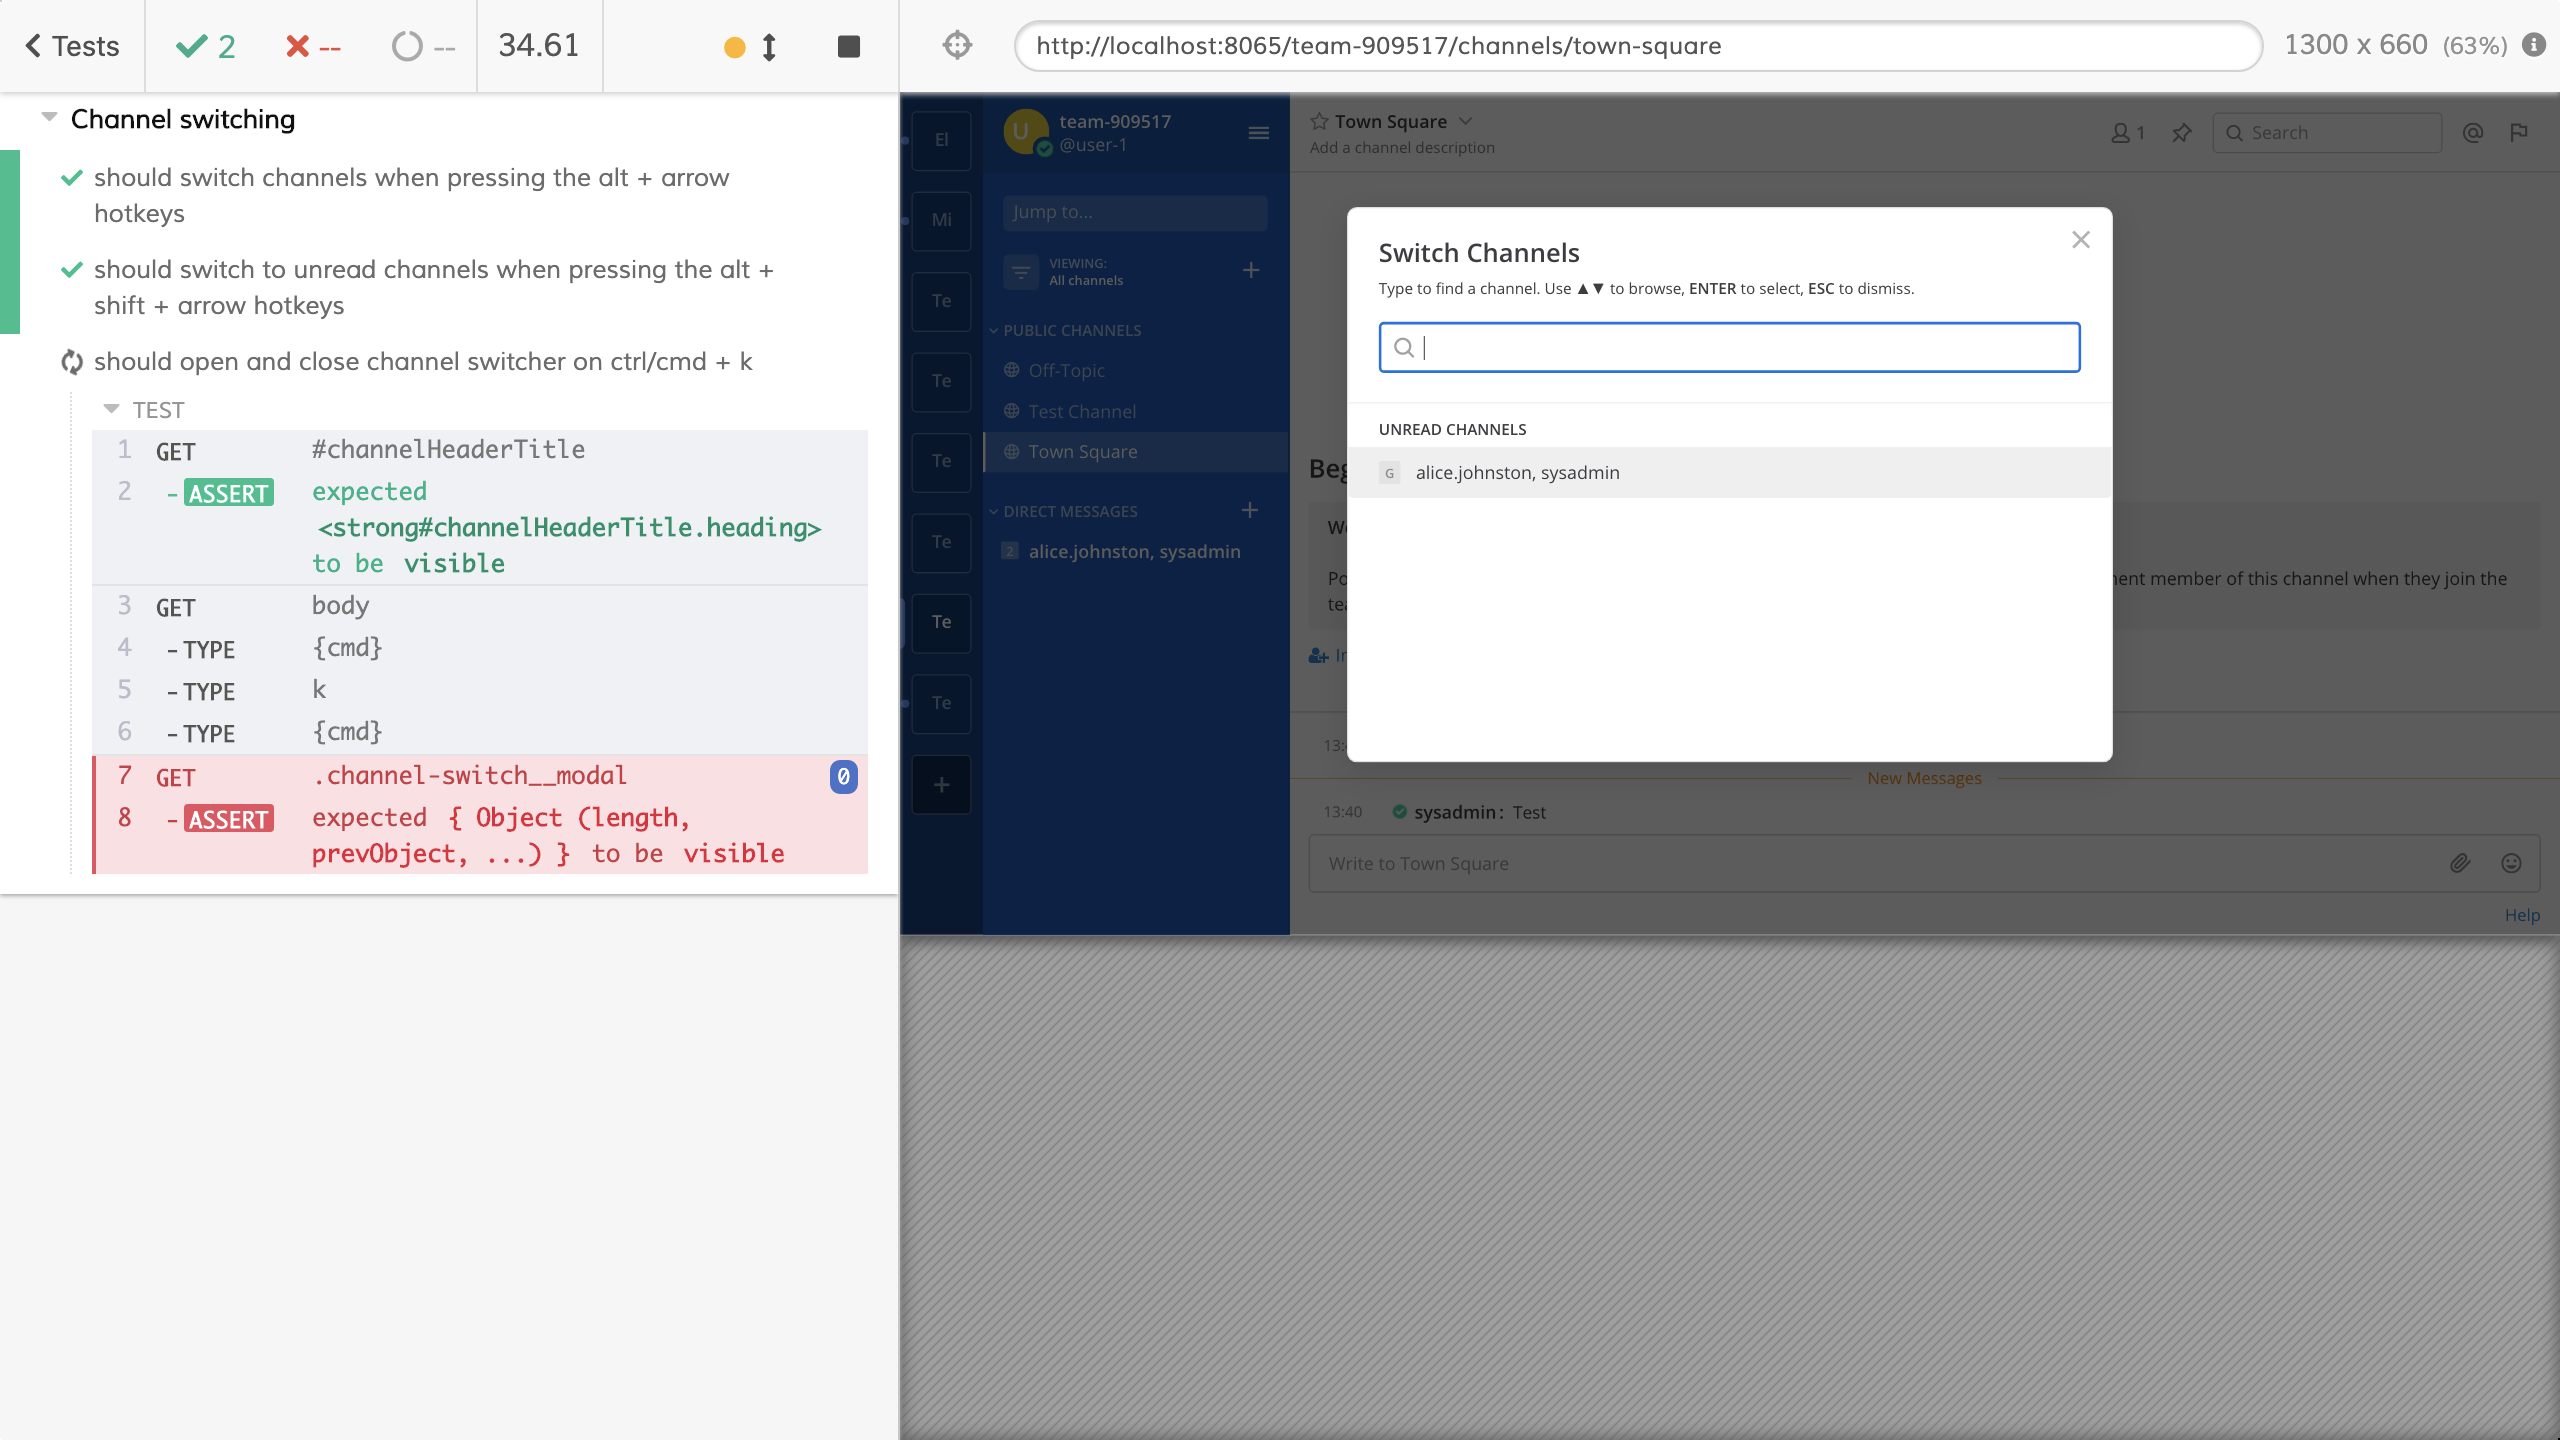 Tests
2
--
--
34.61
http://localhost:8065/team-909517/channels/town-square
1300 x 660 (63%)
Channel switching
should switch channels when pressing the alt + arrow
hotkeys
should switch to unread channels when pressing the alt +
shift + arrow hotkeys
should open and close channel switcher on ctrl/cmd + k
TEST
1 GET #channelHeaderTitle
2 -ASSERT expected
<strong#channelHeaderTitle.heading>
to be visible
3 GET body
4 -TYPE {cmd}
5 -TYPE k
6 -TYPE {cmd}
7 GET .channel-switch__modal 0
8 -ASSERT expected { Object (length,
prevObject, ...) } to be visible
El
Mi
Te
Te
Te
Te
Te
Te
+
U
team-909517
@user-1
Jump to...
VIEWING:
All channels
PUBLIC CHANNELS
Off-Topic
Test Channel
Town Square
DIRECT MESSAGES
2 alice.johnston, sysadmin
Town Square
Add a channel description
1
Search
Switch Channels
Type to find a channel. Use ▲▼ to browse, ENTER to select, ESC to dismiss.
UNREAD CHANNELS
G alice.johnston, sysadmin
member of this channel when they join the
New Messages
13:40 sysadmin: Test
Write to Town Square
Help